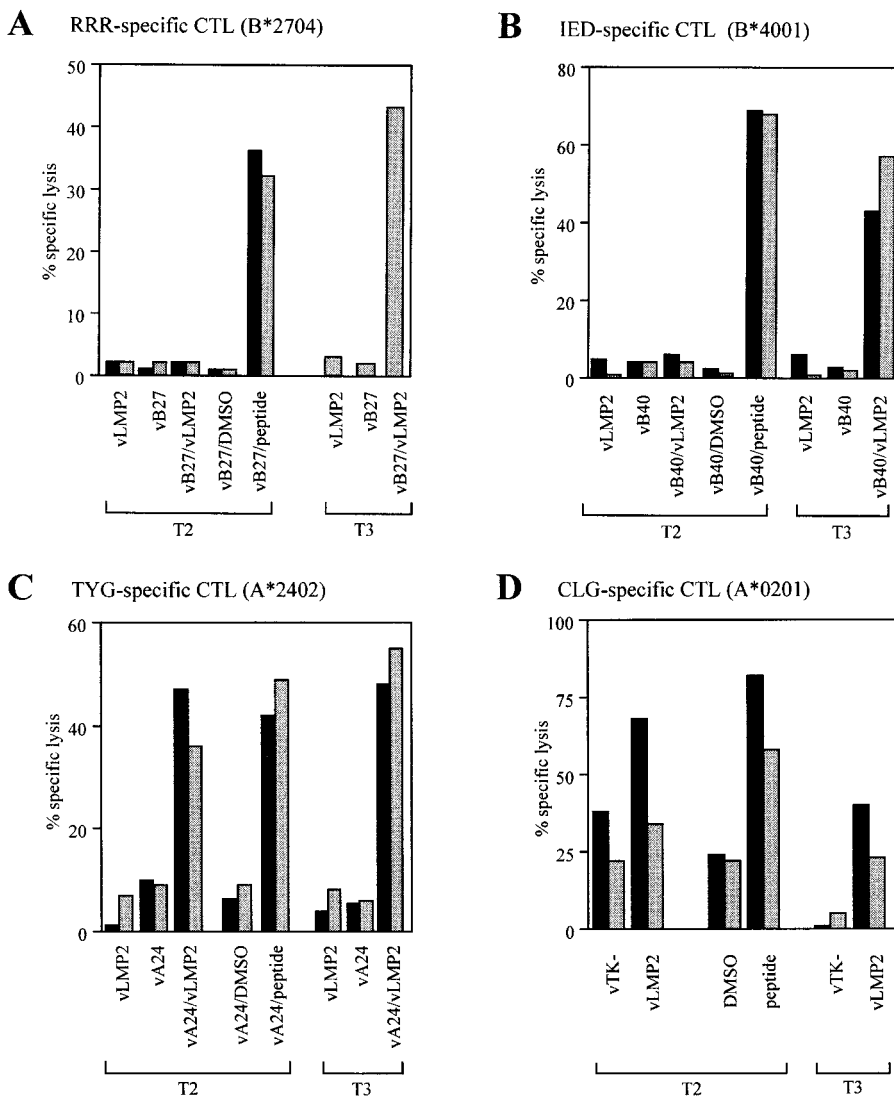 A RRR-specific CTL (B*2704)
50
40
30
20
10
0
% specific lysis
vLMP2
vB27
vB27/vLMP2
vB27/DMSO
vB27/peptide
vLMP2
vB27
vB27/vLMP2
T2
T3
B IED-specific CTL (B*4001)
80
60
40
20
0
% specific lysis
vLMP2
vB40
vB40/vLMP2
vB40/DMSO
vB40/peptide
vLMP2
vB40
vB40/vLMP2
T2
T3
C TYG-specific CTL (A*2402)
60
40
20
0
% specific lysis
vLMP2
vA24
vA24/vLMP2
vA24/DMSO
vA24/peptide
vLMP2
vA24
vA24/vLMP2
T2
T3
D CLG-specific CTL (A*0201)
100
75
50
25
0
% specific lysis
vTK-
vLMP2
DMSO
peptide
vTK-
vLMP2
T2
T3